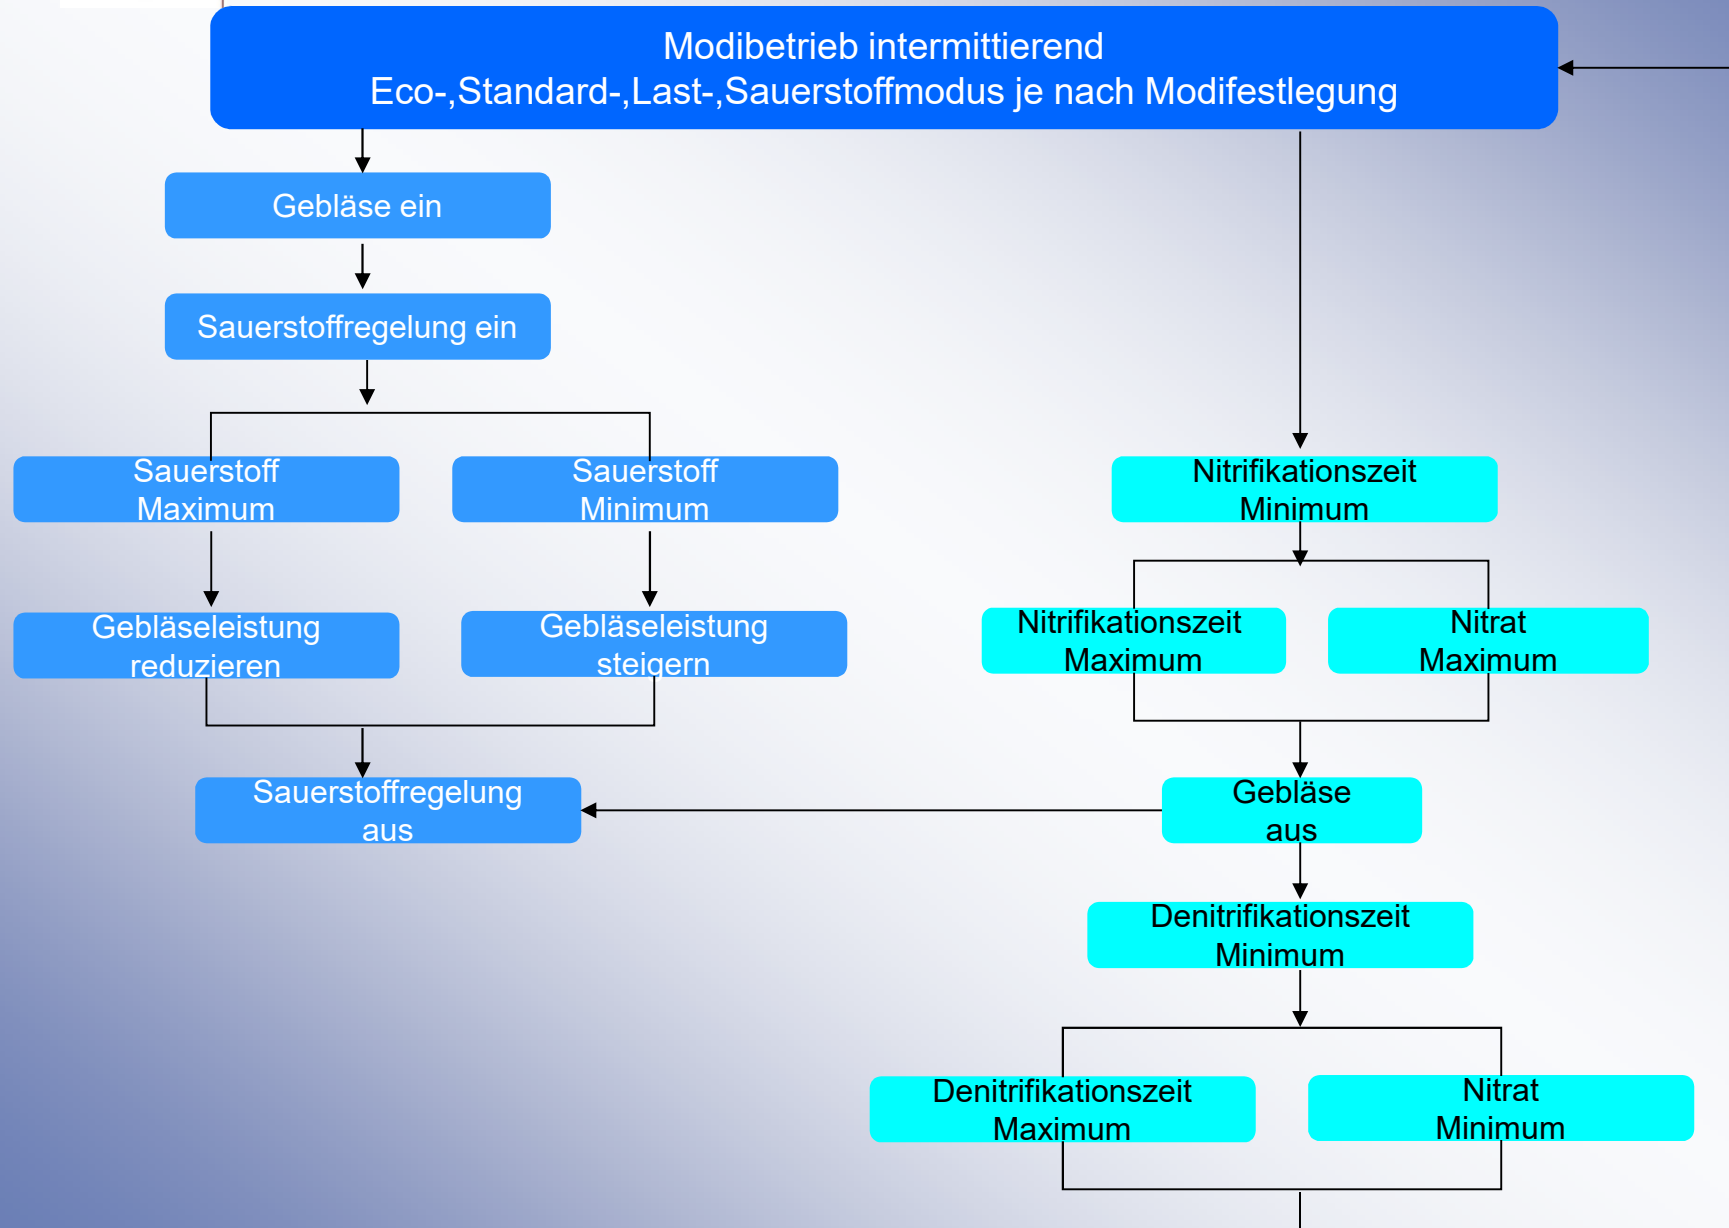 Modibetrieb intermittierend
Eco-,Standard-,Last-,Sauerstoffmodus je nach Modifestlegung
Gebläse ein
Sauerstoffregelung ein
Sauerstoff
Maximum
Sauerstoff
Minimum
Nitrifikationszeit
Minimum
Gebläseleistung
reduzieren
Gebläseleistung
steigern
Nitrifikationszeit
Maximum
Nitrat
Maximum
Sauerstoffregelung
aus
Gebläse
aus
Denitrifikationszeit
Minimum
Denitrifikationszeit
Maximum
Nitrat
Minimum